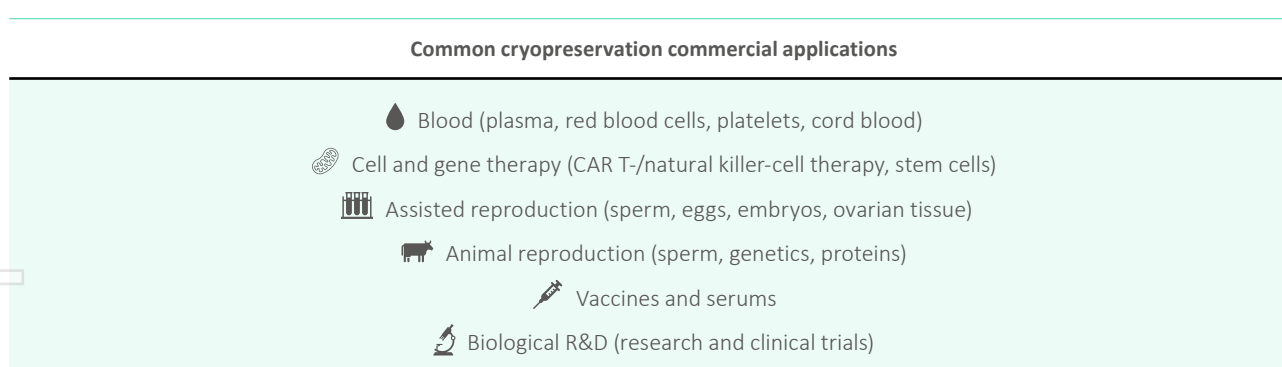 Common cryopreservation commercial applications
Blood (plasma, red blood cells, platelets, cord blood)
Cell and gene therapy (CAR T-/natural killer-cell therapy, stem cells)
Assisted reproduction (sperm, eggs, embryos, ovarian tissue)
Animal reproduction (sperm, genetics, proteins)
Vaccines and serums
Biological R&D (research and clinical trials)